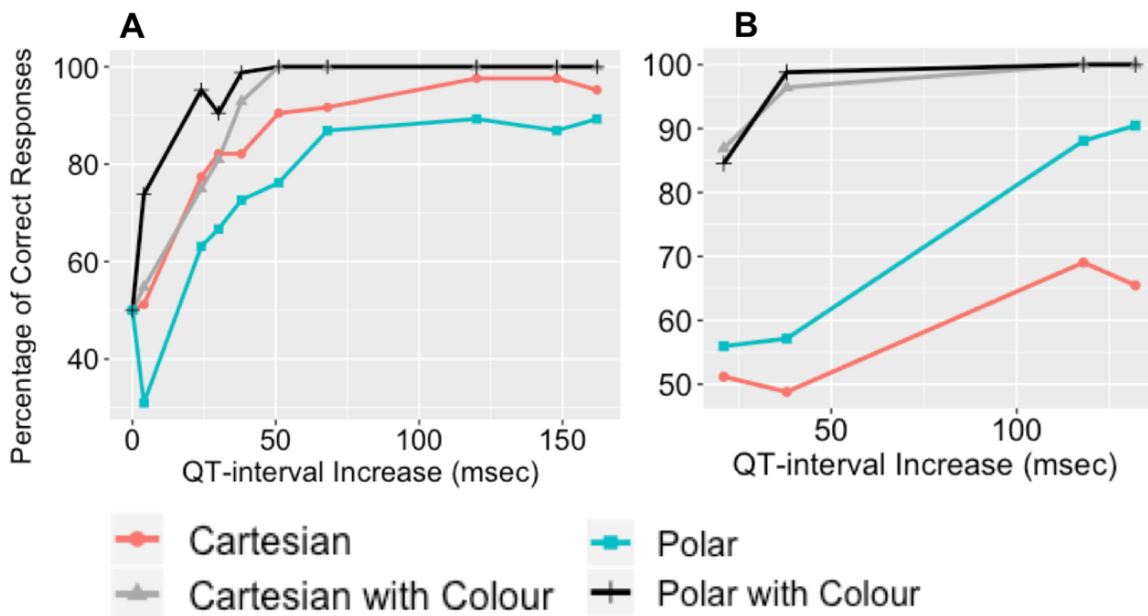 A
B
Percentage of Correct Responses
100
80
60
40
0
50
100
150
QT-interval Increase (msec)
100
90
80
70
60
50
50
100
QT-interval Increase (msec)
Cartesian
Polar
Cartesian with Colour
Polar with Colour